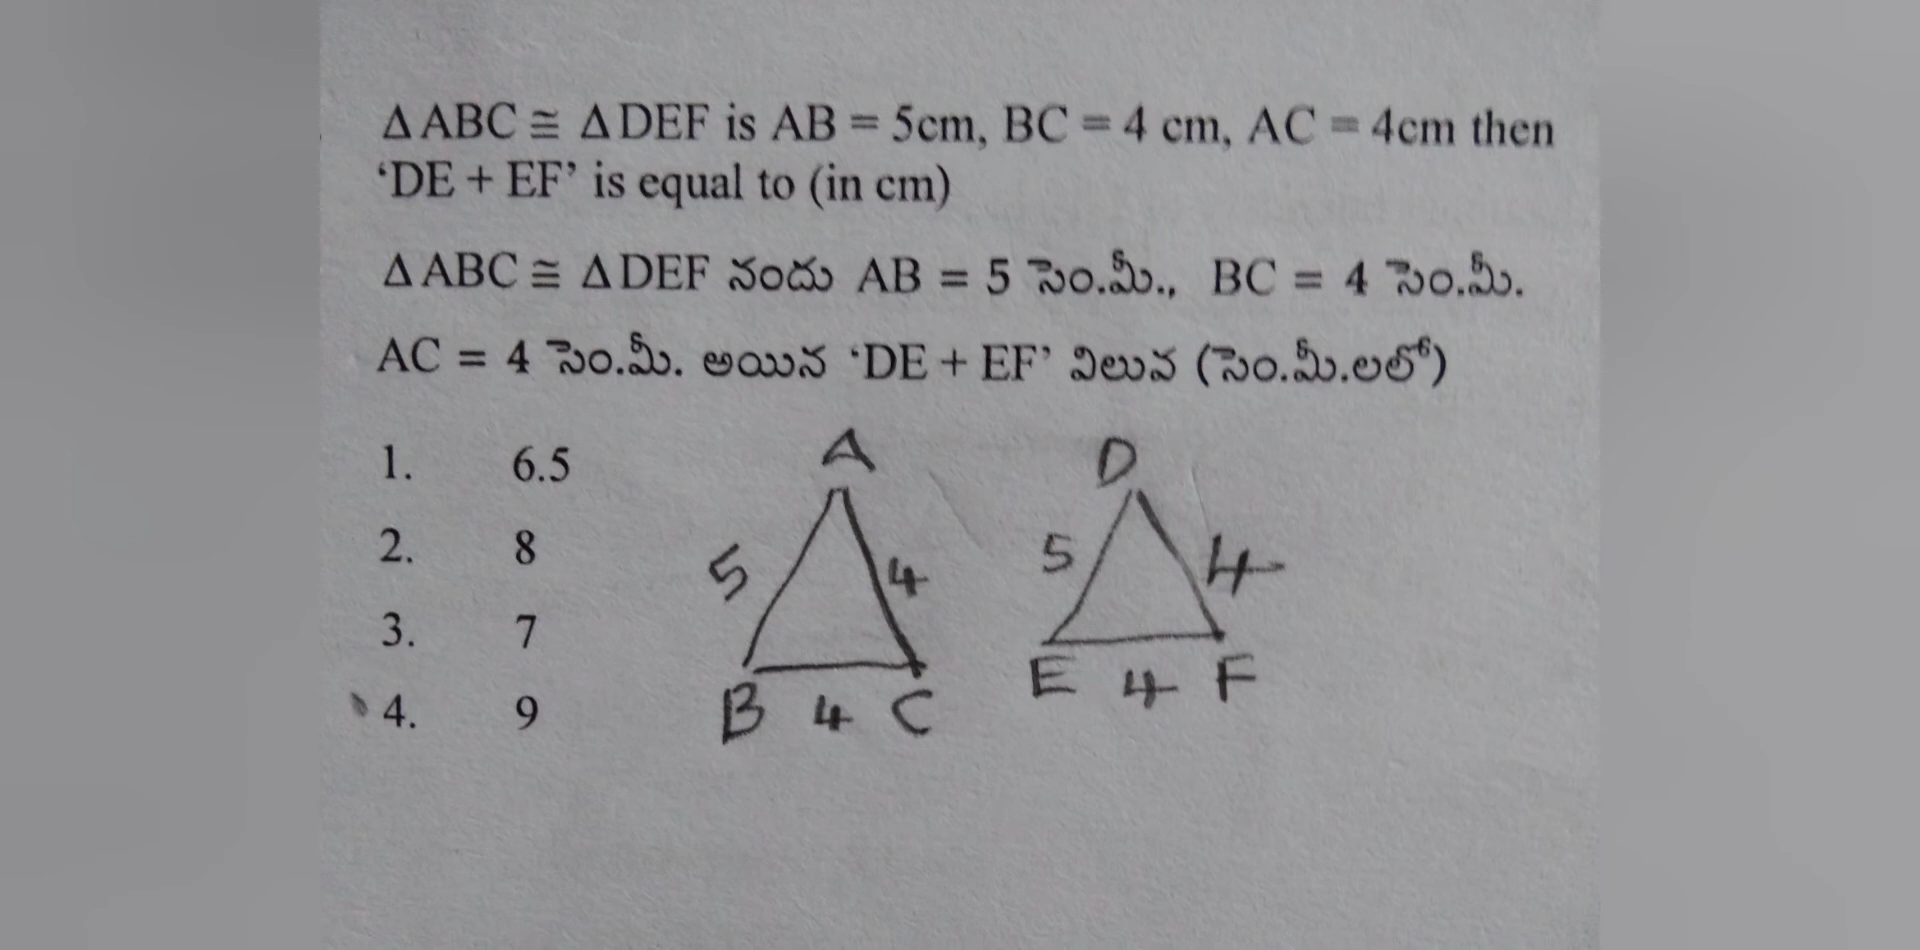 Δ ABC ≅ Δ DEF is AB = 5cm, BC = 4 cm, AC = 4cm then
‘DE + EF’ is equal to (in cm)
Δ ABC ≅ Δ DEF నందు AB = 5 సెం.మీ., BC = 4 సెం.మీ.
AC = 4 సెం.మీ. అయిన ‘DE + EF’ విలువ (సెం.మీ.లలో)
1. 6.5
2. 8
3. 7
4. 9
A
5 4
B 4 C
D
5 4
E 4 F